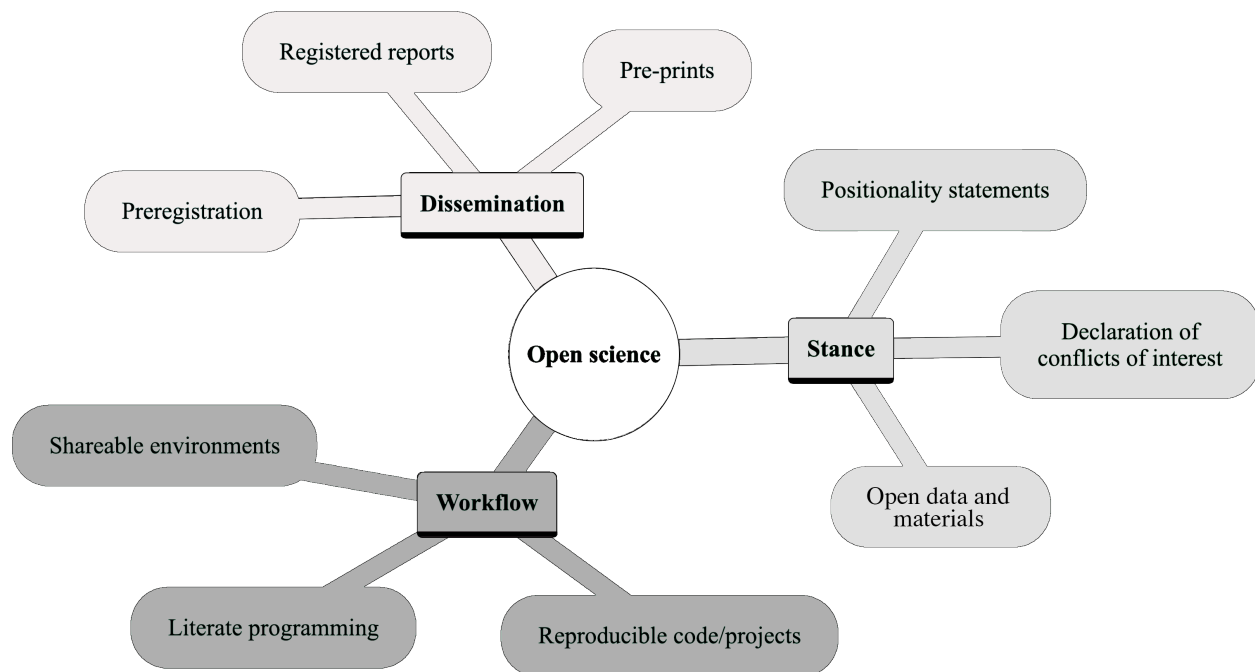 Registered reports
Pre-prints
Preregistration
Dissemination
Positionality statements
Open science
Stance
Declaration of
conflicts of interest
Shareable environments
Workflow
Open data and
materials
Literate programming
Reproducible code/projects